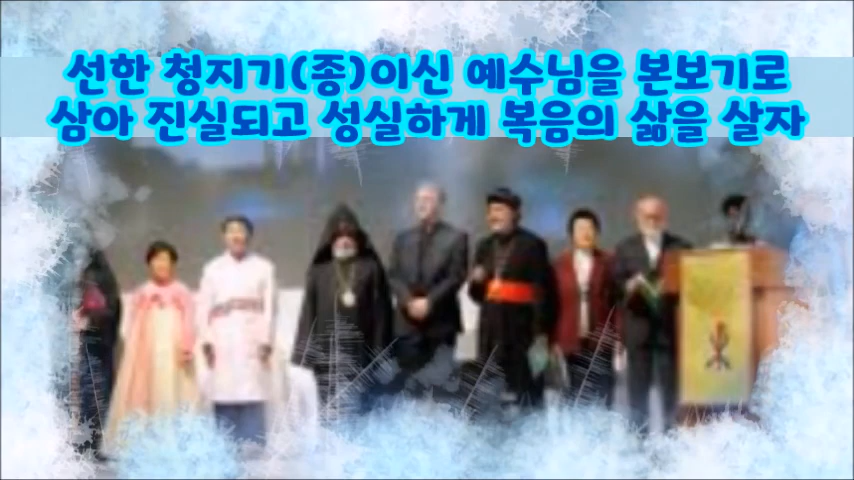 선한 청지기(종)이신 예수님을 본보기로
삼아 진실되고 성실하게 복음의 삶을 살자